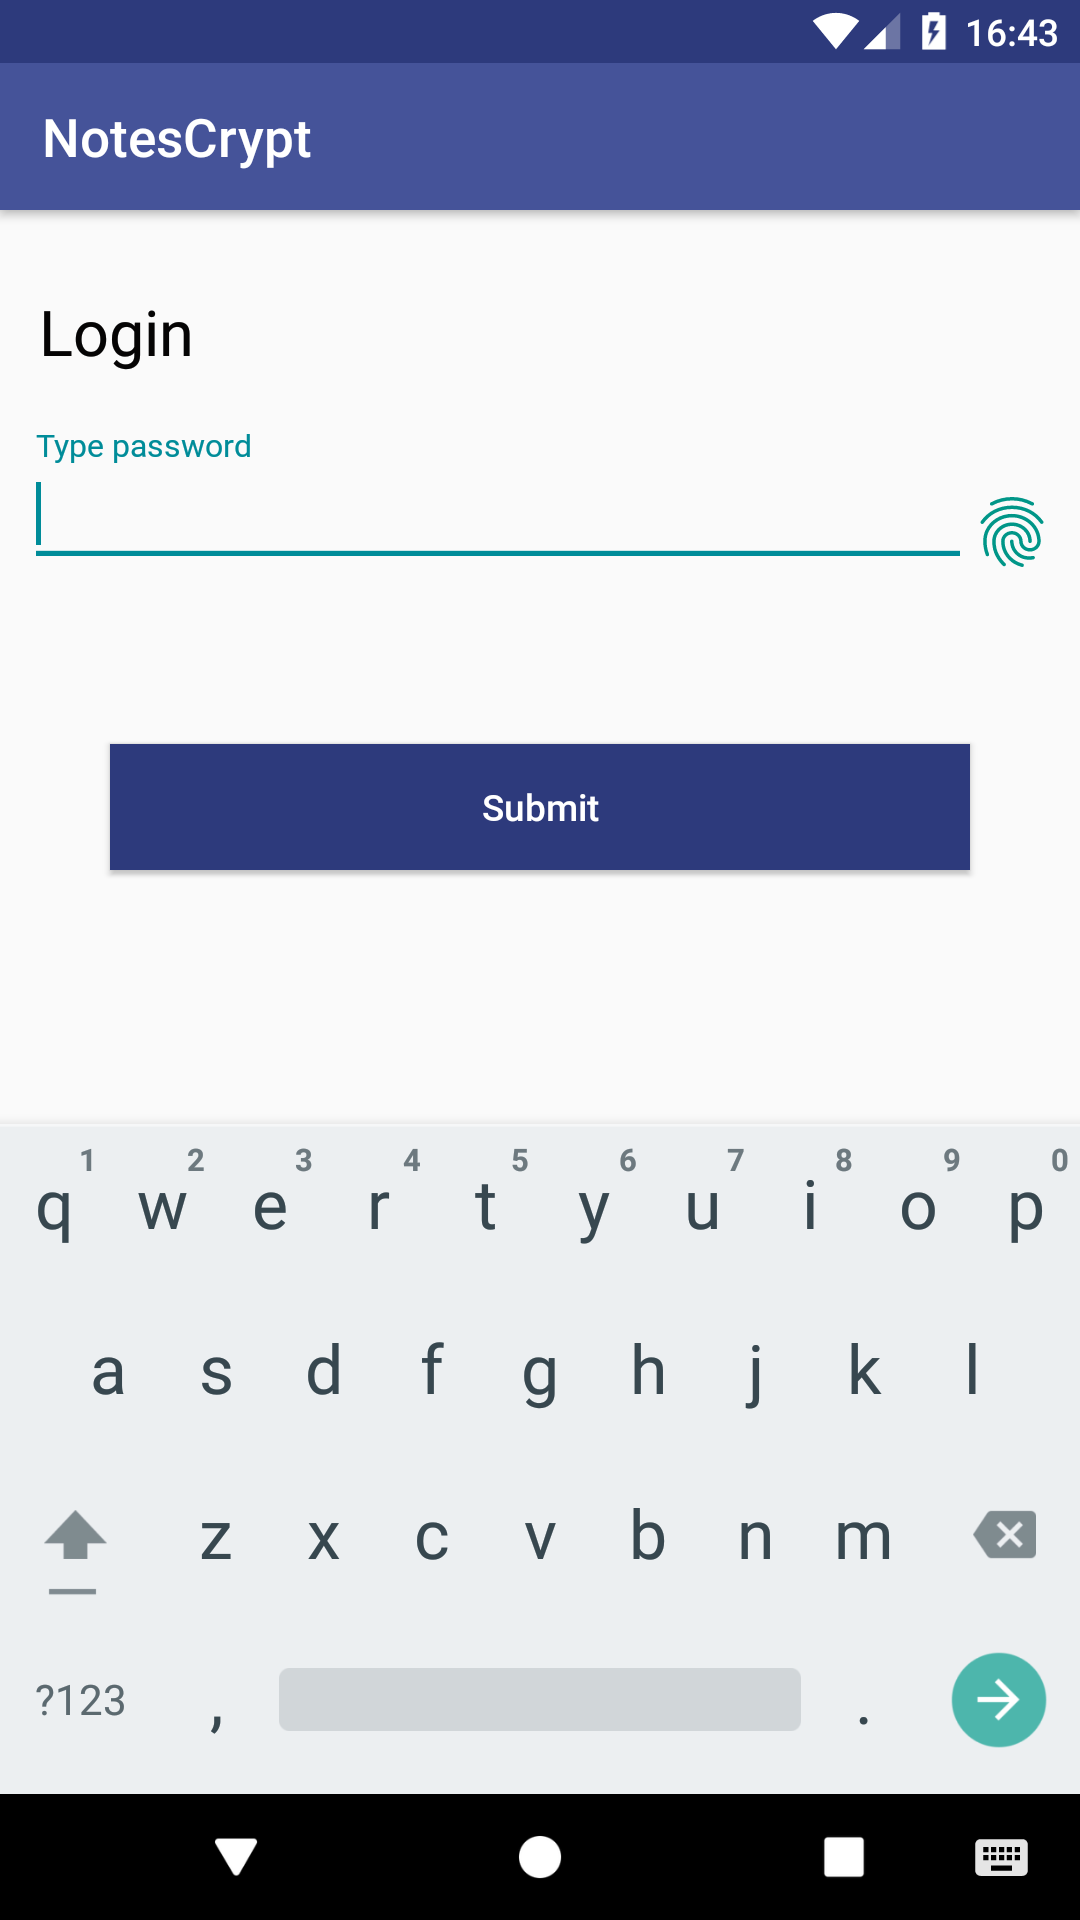 16:43
NotesCrypt
Login
Type password
Submit
1 2 3 4 5 6 7 8 9 0
q w e r t y u i o p
a s d f g h j k l
z x c v b n m
?123 , .